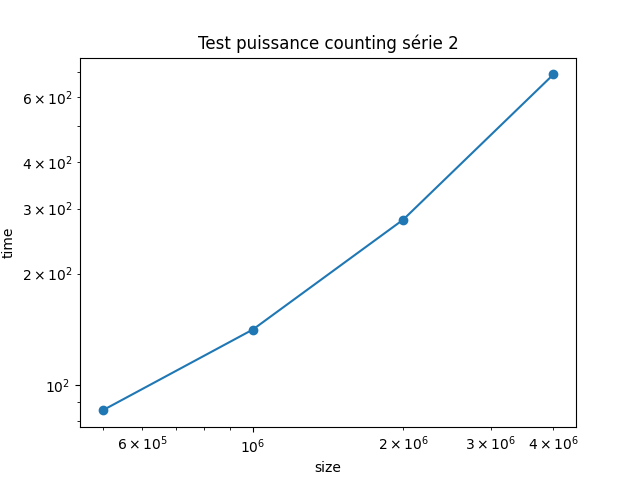 Test puissance counting série 2
time
6 × 10²
4 × 10²
3 × 10²
2 × 10²
10²
6 × 10⁵
10⁶
2 × 10⁶
3 × 10⁶
4 × 10⁶
size